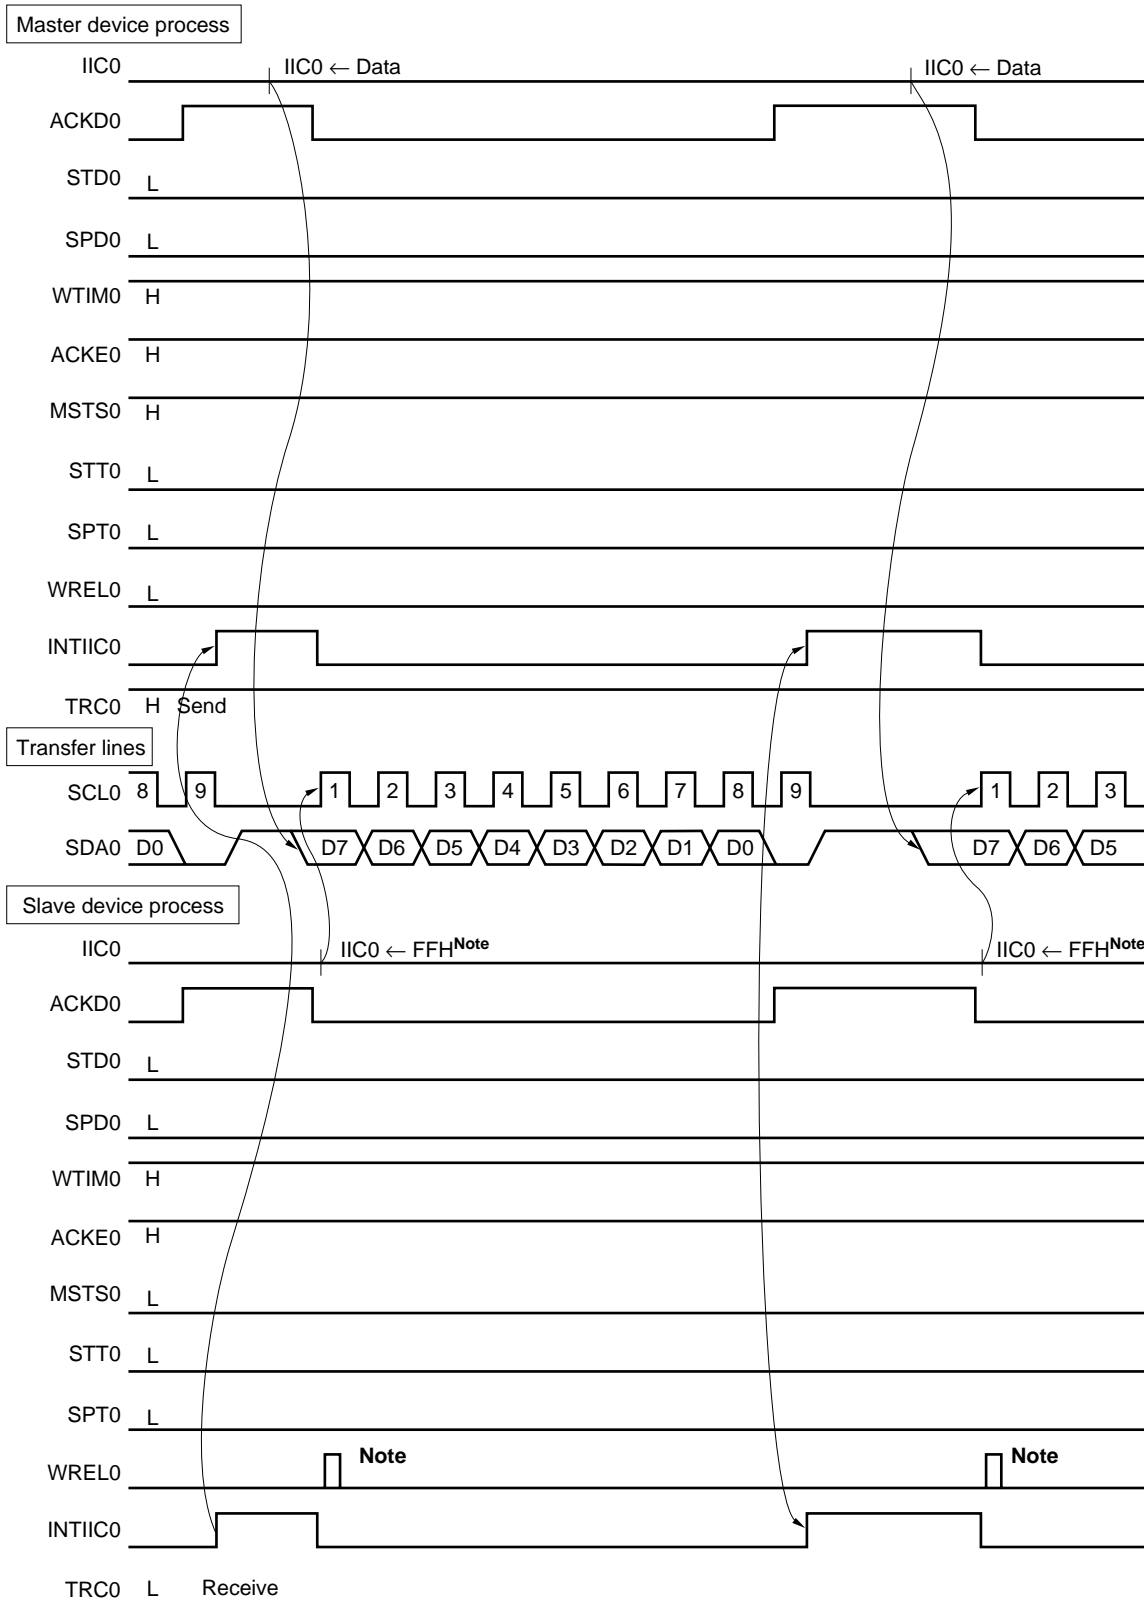 Master device process
IIC0 IIC0 ← Data IIC0 ← Data
ACKD0
STD0 L
SPD0 L
WTIM0 H
ACKE0 H
MSTS0 H
STT0 L
SPT0 L
WREL0 L
INTIIC0
TRC0 H Send
Transfer lines
SCL0 8 9 1 2 3 4 5 6 7 8 9 1 2 3
SDA0 D0 D7 D6 D5 D4 D3 D2 D1 D0 D7 D6 D5
Slave device process
IIC0 IIC0 ← FFHNote IIC0 ← FFHNote
ACKD0
STD0 L
SPD0 L
WTIM0 H
ACKE0 H
MSTS0 L
STT0 L
SPT0 L
WREL0 Note Note
INTIIC0
TRC0 L Receive